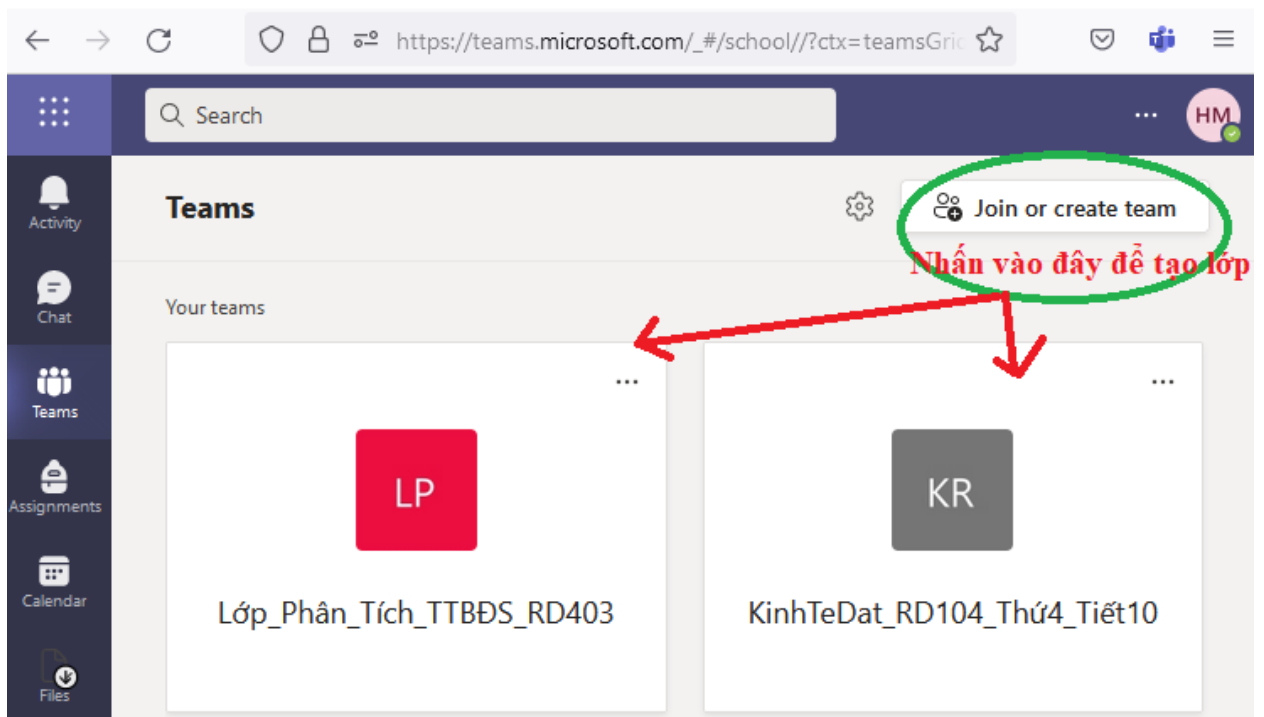 https://teams.microsoft.com/_#/school//?ctx=teamsGric
Search
HM
Activity
Teams
Join or create team
Nhấn vào đây để tạo lớp
Chat
Your teams
Teams
LP
KR
Assignments
Calendar
Lớp_Phân_Tích_TTBĐS_RD403
KinhTeDat_RD104_Thứ4_Tiết10
Files